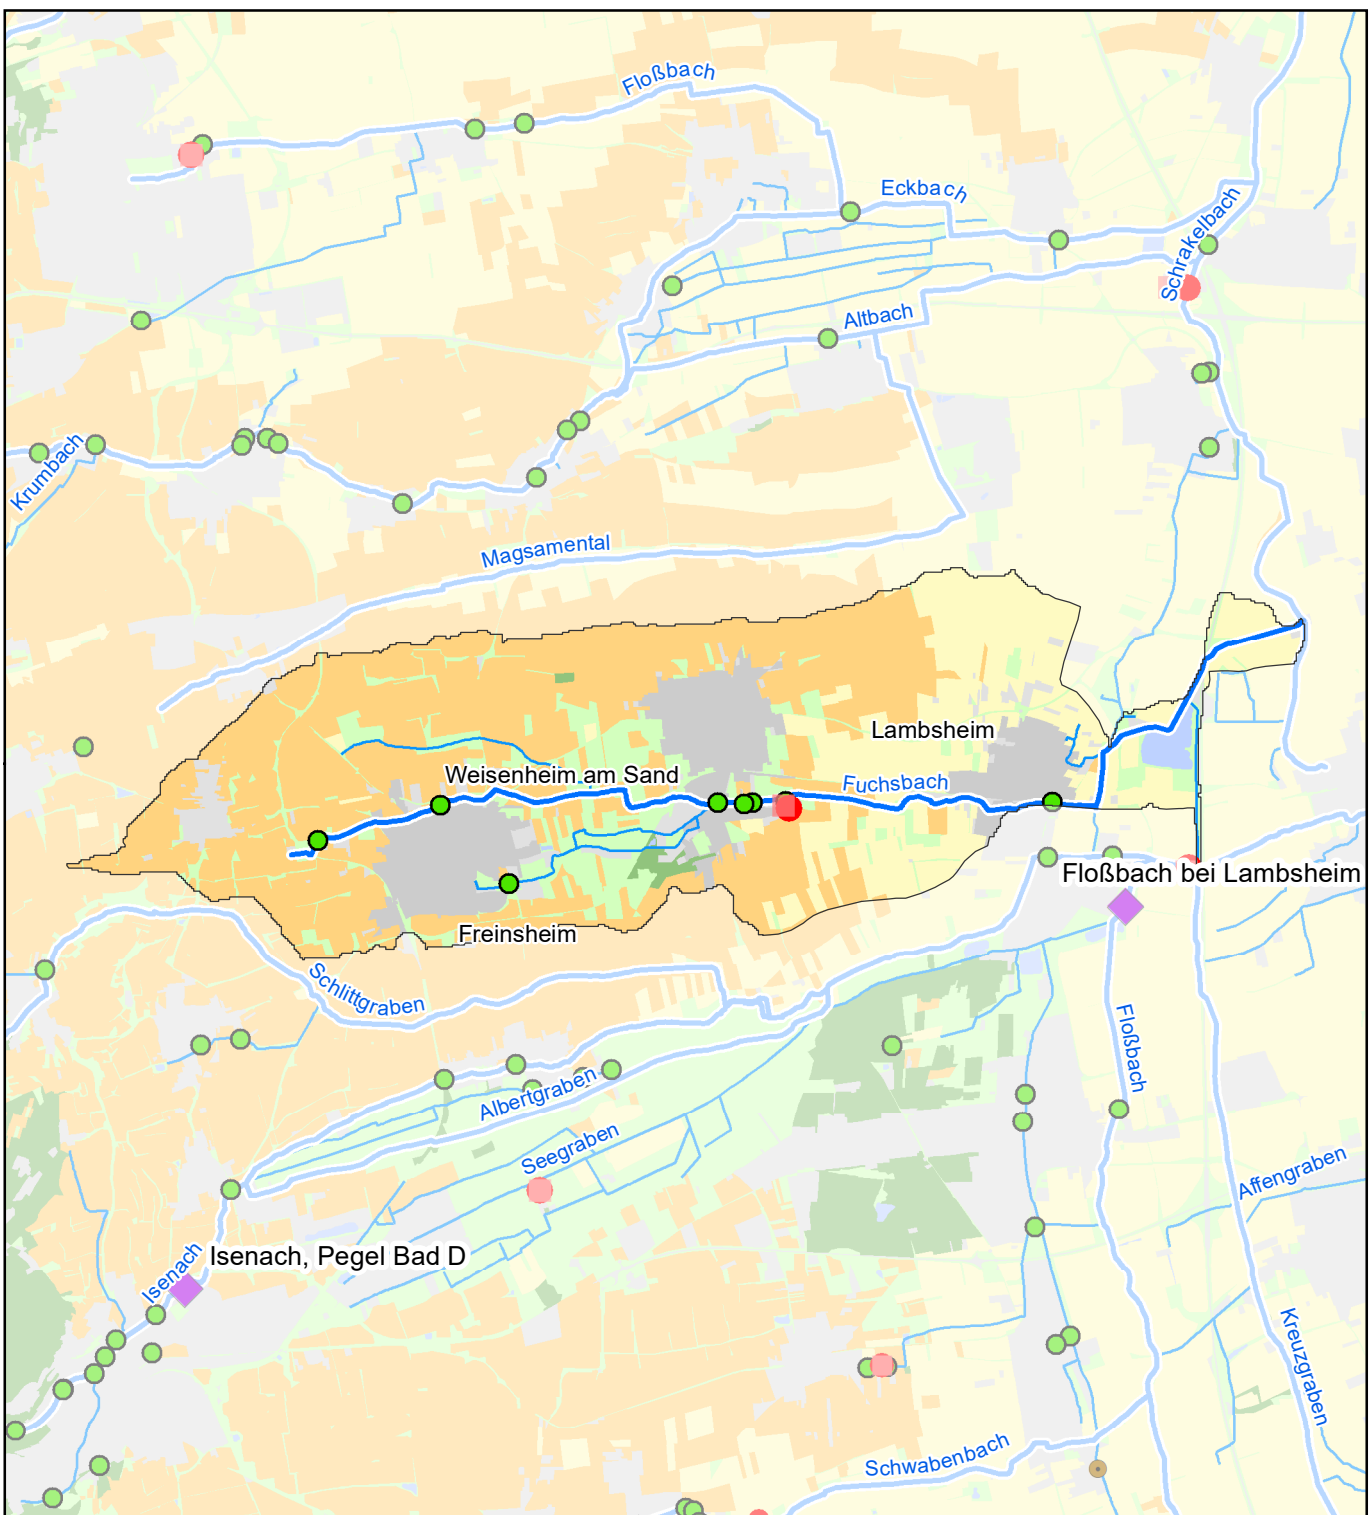 Floßbach
Eckbach
Schrakelbach
Altbach
Krumbach
Magsamental
Lambsheim
Weisenheim am Sand
Fuchsbach
Floßbach bei Lambsheim
Freinsheim
Schlittgraben
Floßbach
Albertgraben
Seegraben
Affengraben
Isenach
Isenach, Pegel Bad D
Kreuzgraben
Schwabenbach